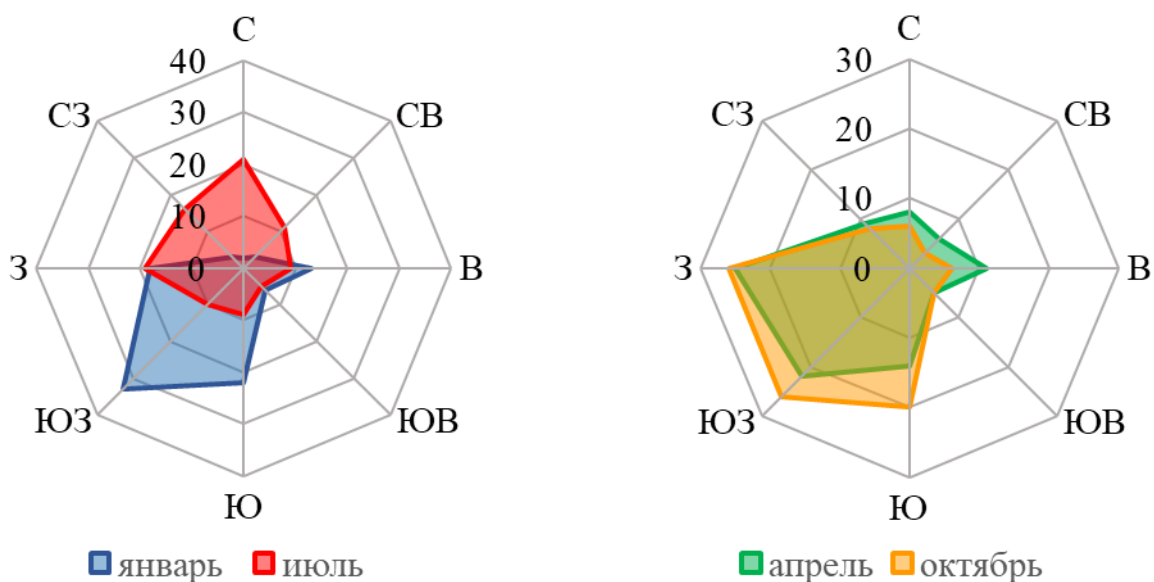 С
40
30
20
10
0
СЗ
СВ
З
В
ЮЗ
ЮВ
Ю
январь июль
С
30
20
10
0
СЗ
СВ
З
В
ЮЗ
ЮВ
Ю
апрель октябрь